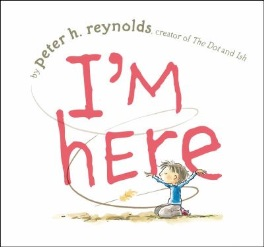 by peter h. reynolds, creator of The Dot and Ish
I'M
HERE